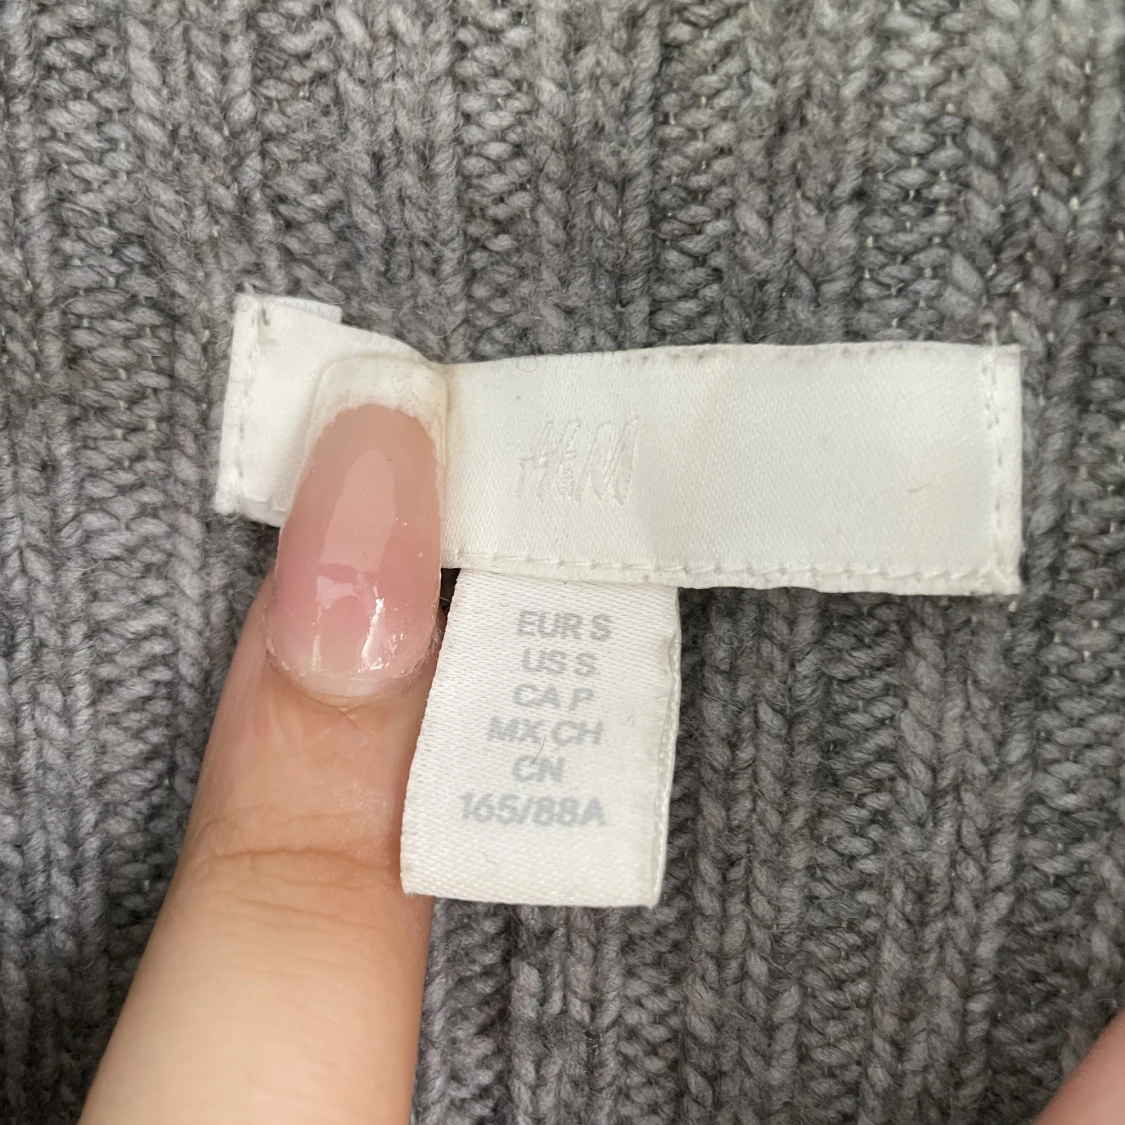 H&M
EUR S
US S
CA P
MX CH
CN
165/88A